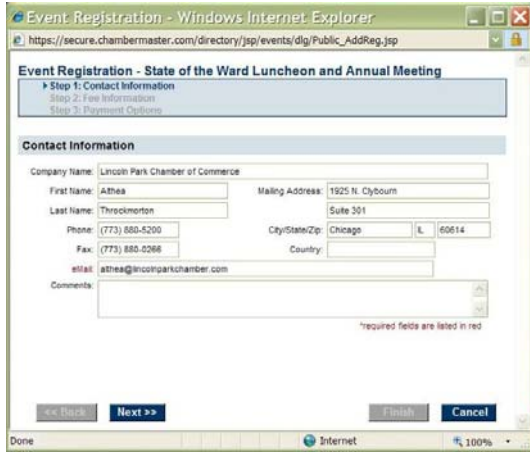 Event Registration - Windows Internet Explorer
https://secure.chambermaster.com/directory/jsp/events/dlg/Public_AddReg.jsp
Event Registration - State of the Ward Luncheon and Annual Meeting
Step 1: Contact Information
Step 2: Fee Information
Step 3: Payment Options
Contact Information
Company Name: Lincoln Park Chamber of Commerce
First Name: Althea Mailing Address: 1925 N. Clybourn
Last Name: Throckmorton Suite 301
Phone: (773) 880-5200 City/State/Zip: Chicago IL 60614
Fax: (773) 880-0266 Country:
eMail: althea@lincolnparkchamber.com
Comments:
*required fields are listed in red
<< Back Next >> Finish Cancel
Done Internet 100%